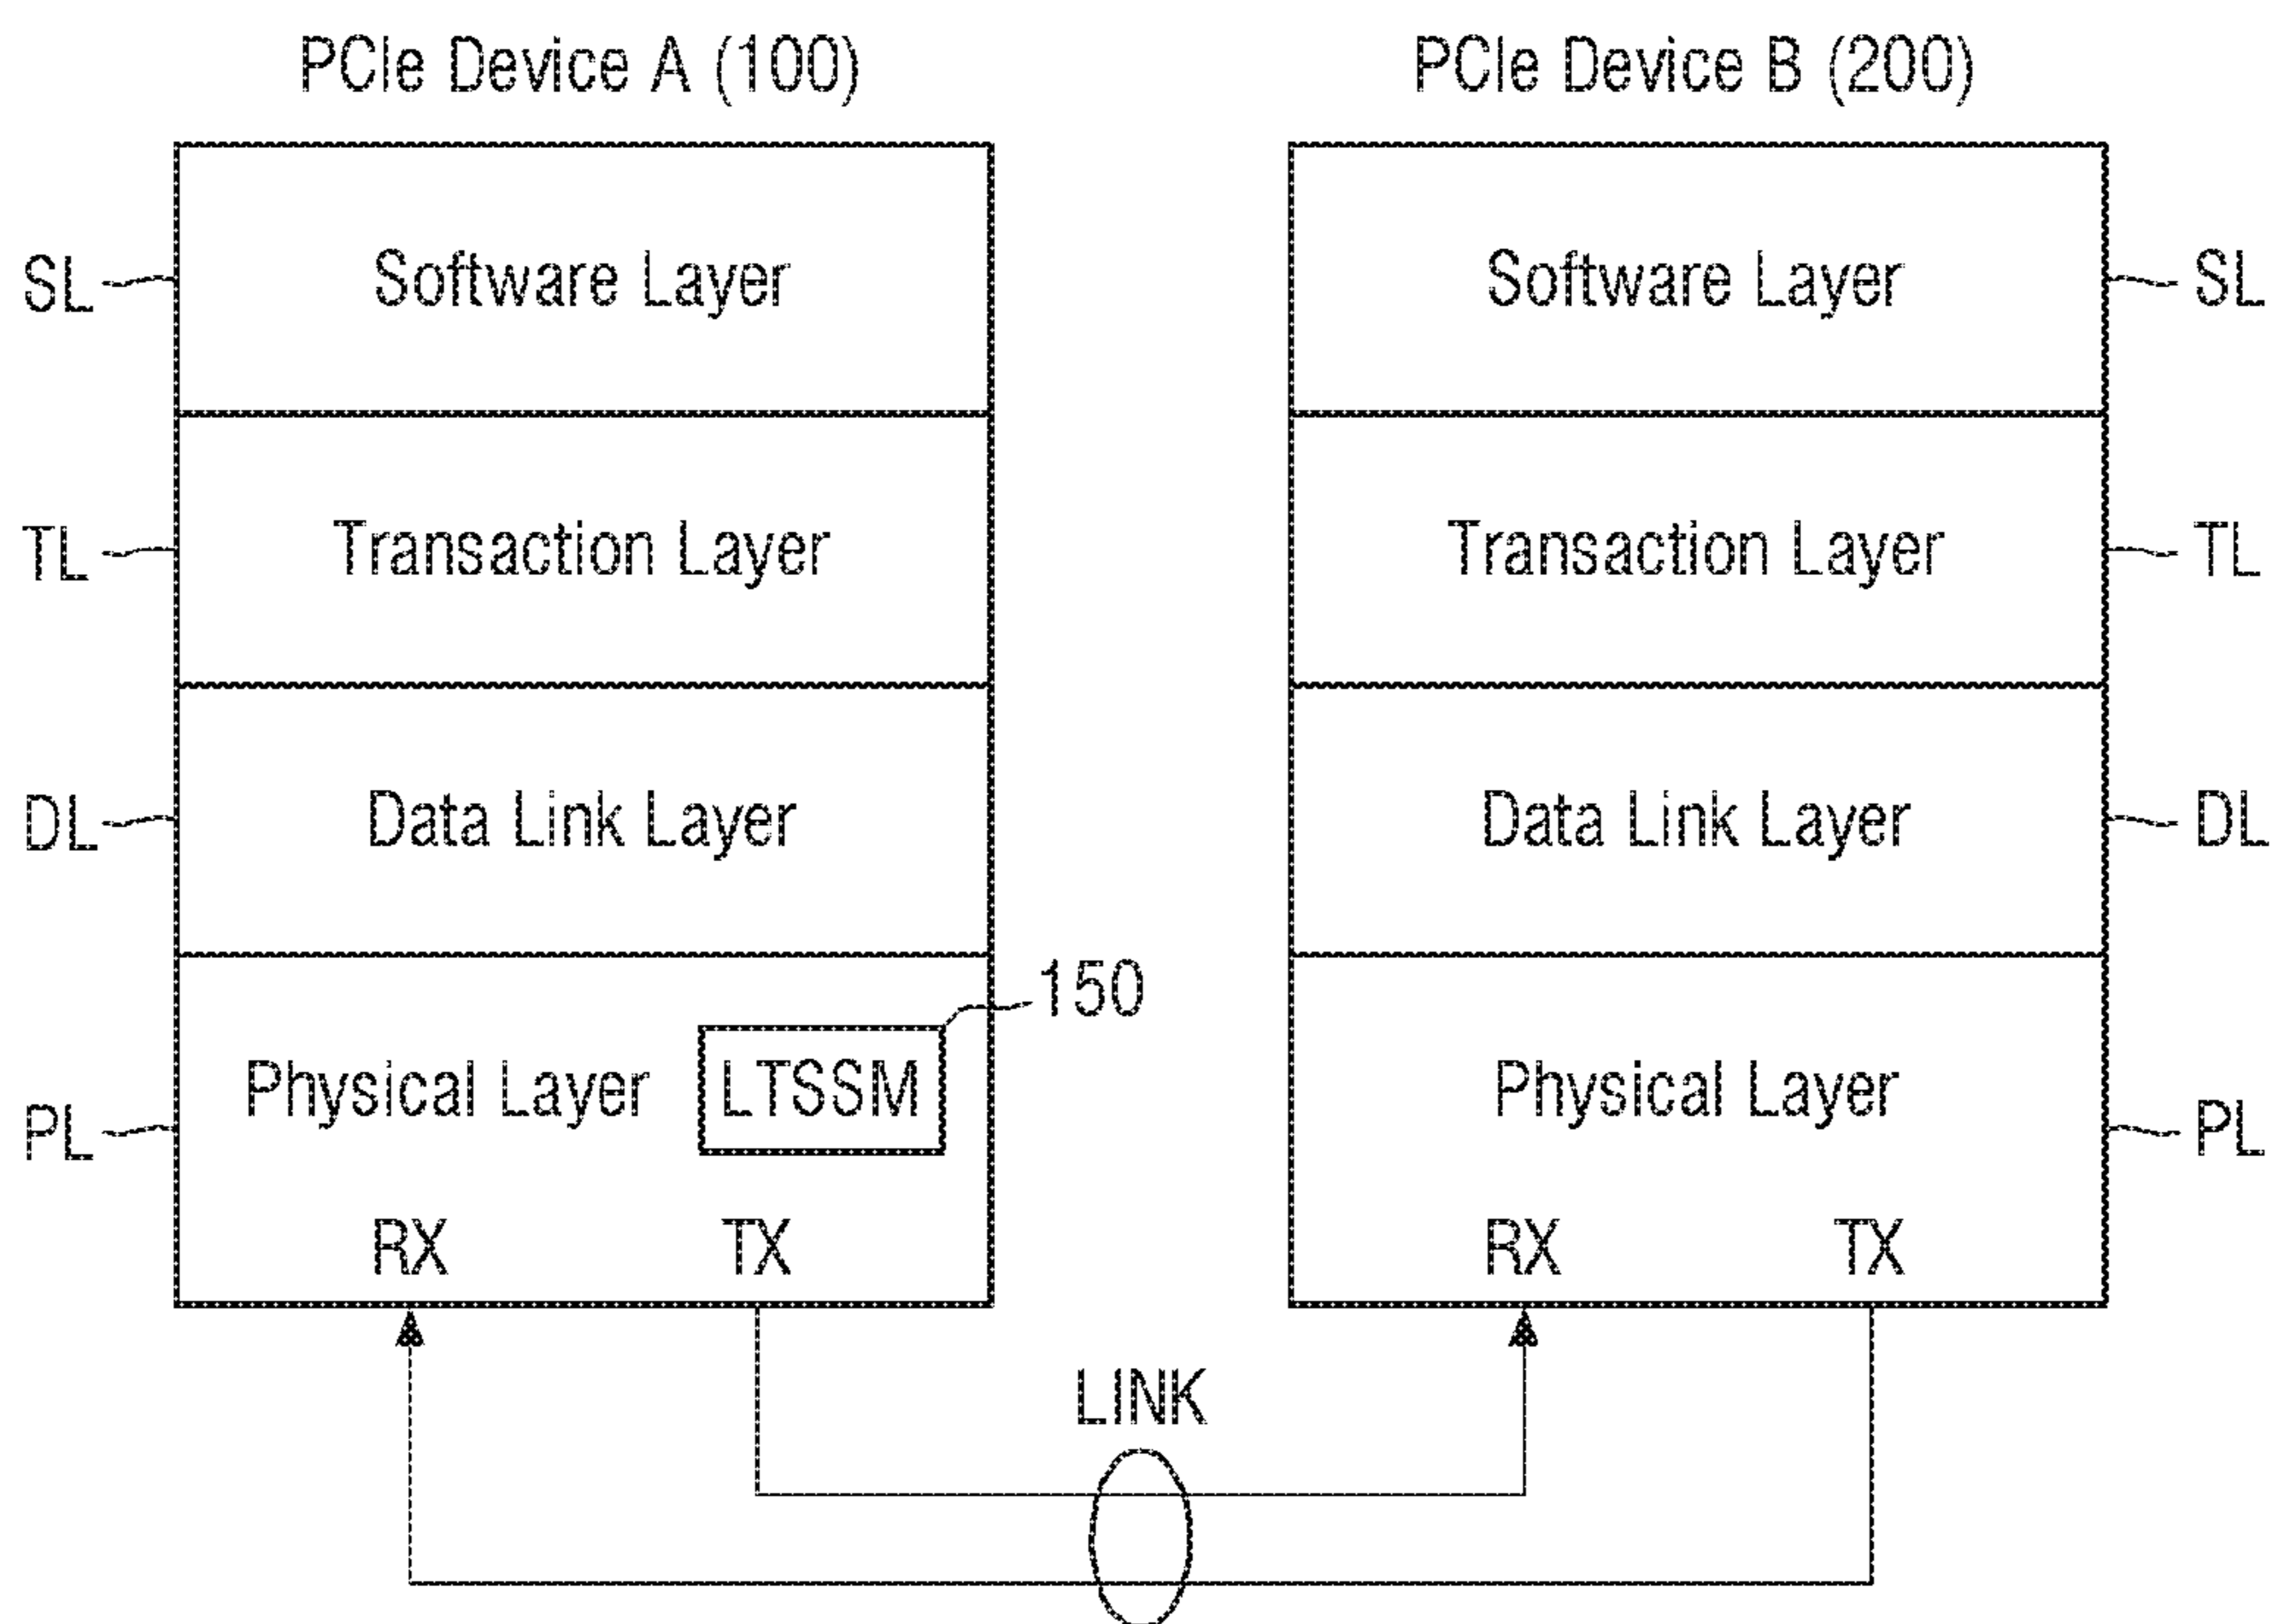 PCIe Device A (100)
PCIe Device B (200)
SL
Software Layer
Software Layer
SL
TL
Transaction Layer
Transaction Layer
TL
DL
Data Link Layer
Data Link Layer
DL
150
PL
Physical Layer
LTSSM
Physical Layer
PL
RX
TX
RX
TX
LINK